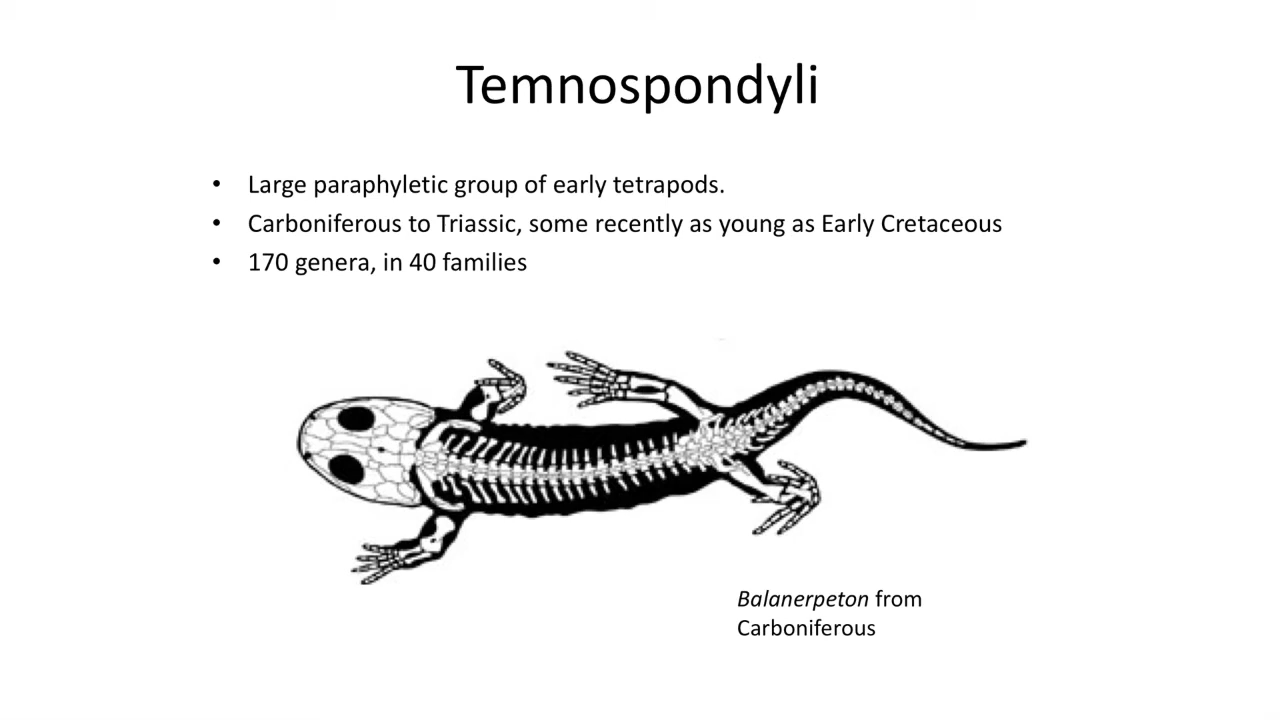 Temnospondyli
• Large paraphyletic group of early tetrapods.
• Carboniferous to Triassic, some recently as young as Early Cretaceous
• 170 genera, in 40 families
Balanerpeton from
Carboniferous